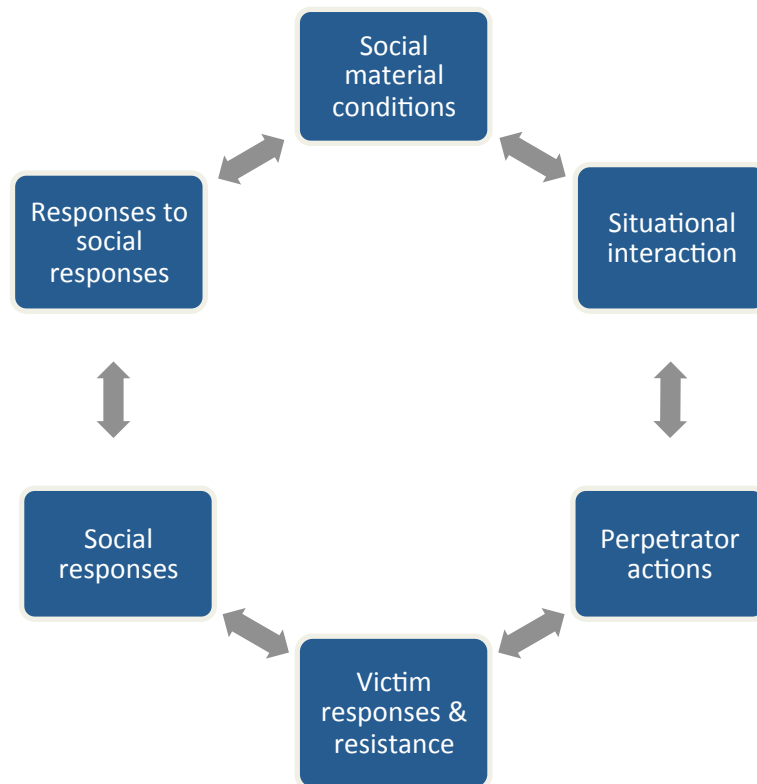 Social
material
conditions
Situational
interaction
Perpetrator
actions
Victim
responses &
resistance
Social
responses
Responses to
social
responses